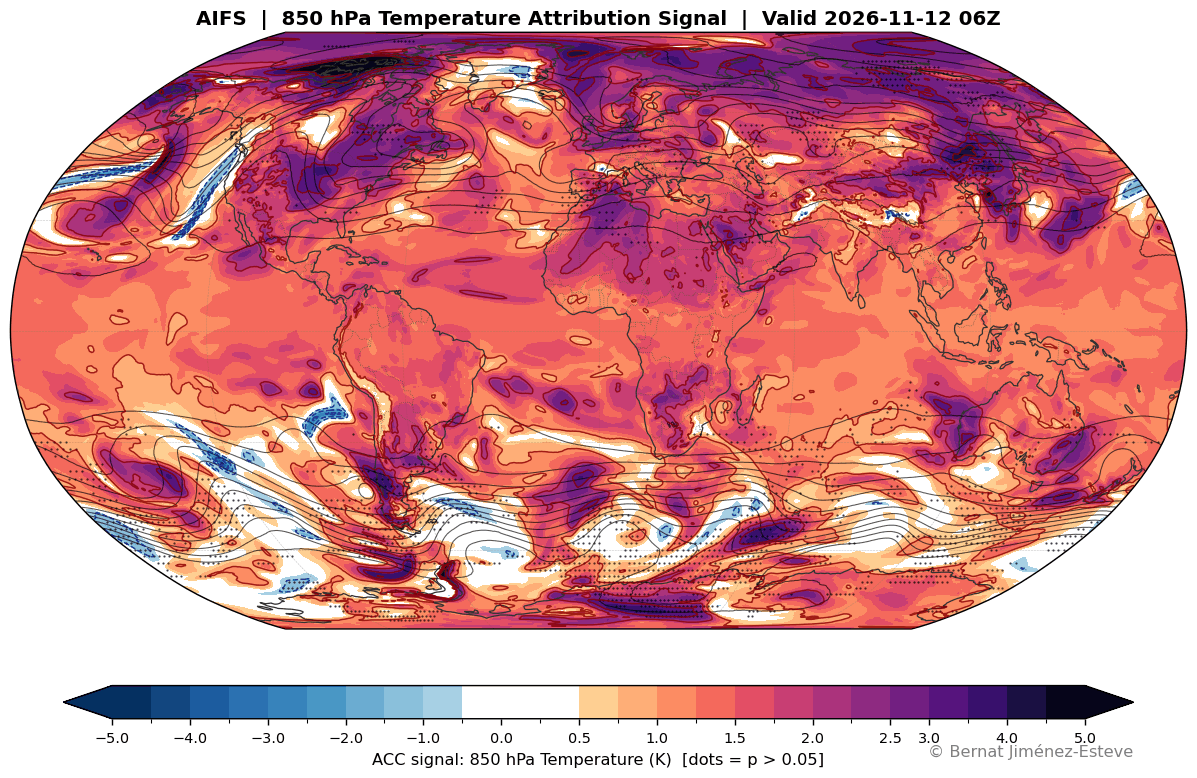 AIFS | 850 hPa Temperature Attribution Signal | Valid 2026-11-12 06Z
−5.0 −4.0 −3.0 −2.0 −1.0 0.0 0.5 1.0 1.5 2.0 2.5 3.0 4.0 5.0
ACC signal: 850 hPa Temperature (K) [dots = p > 0.05]
© Bernat Jiménez-Esteve